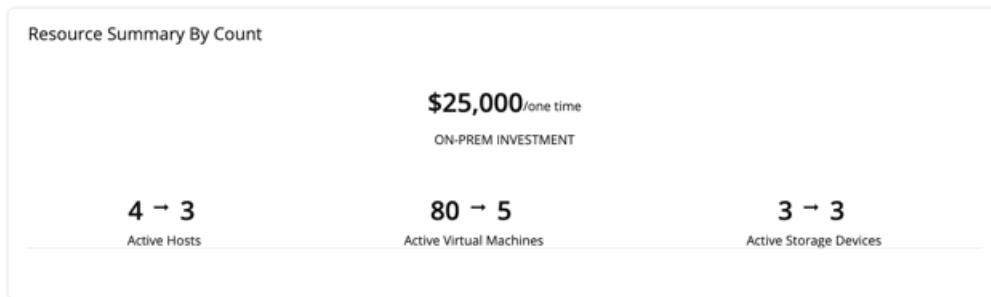 Resource Summary By Count
$25,000/one time
ON-PREM INVESTMENT
4 → 3 80 → 5 3 → 3
Active Hosts Active Virtual Machines Active Storage Devices